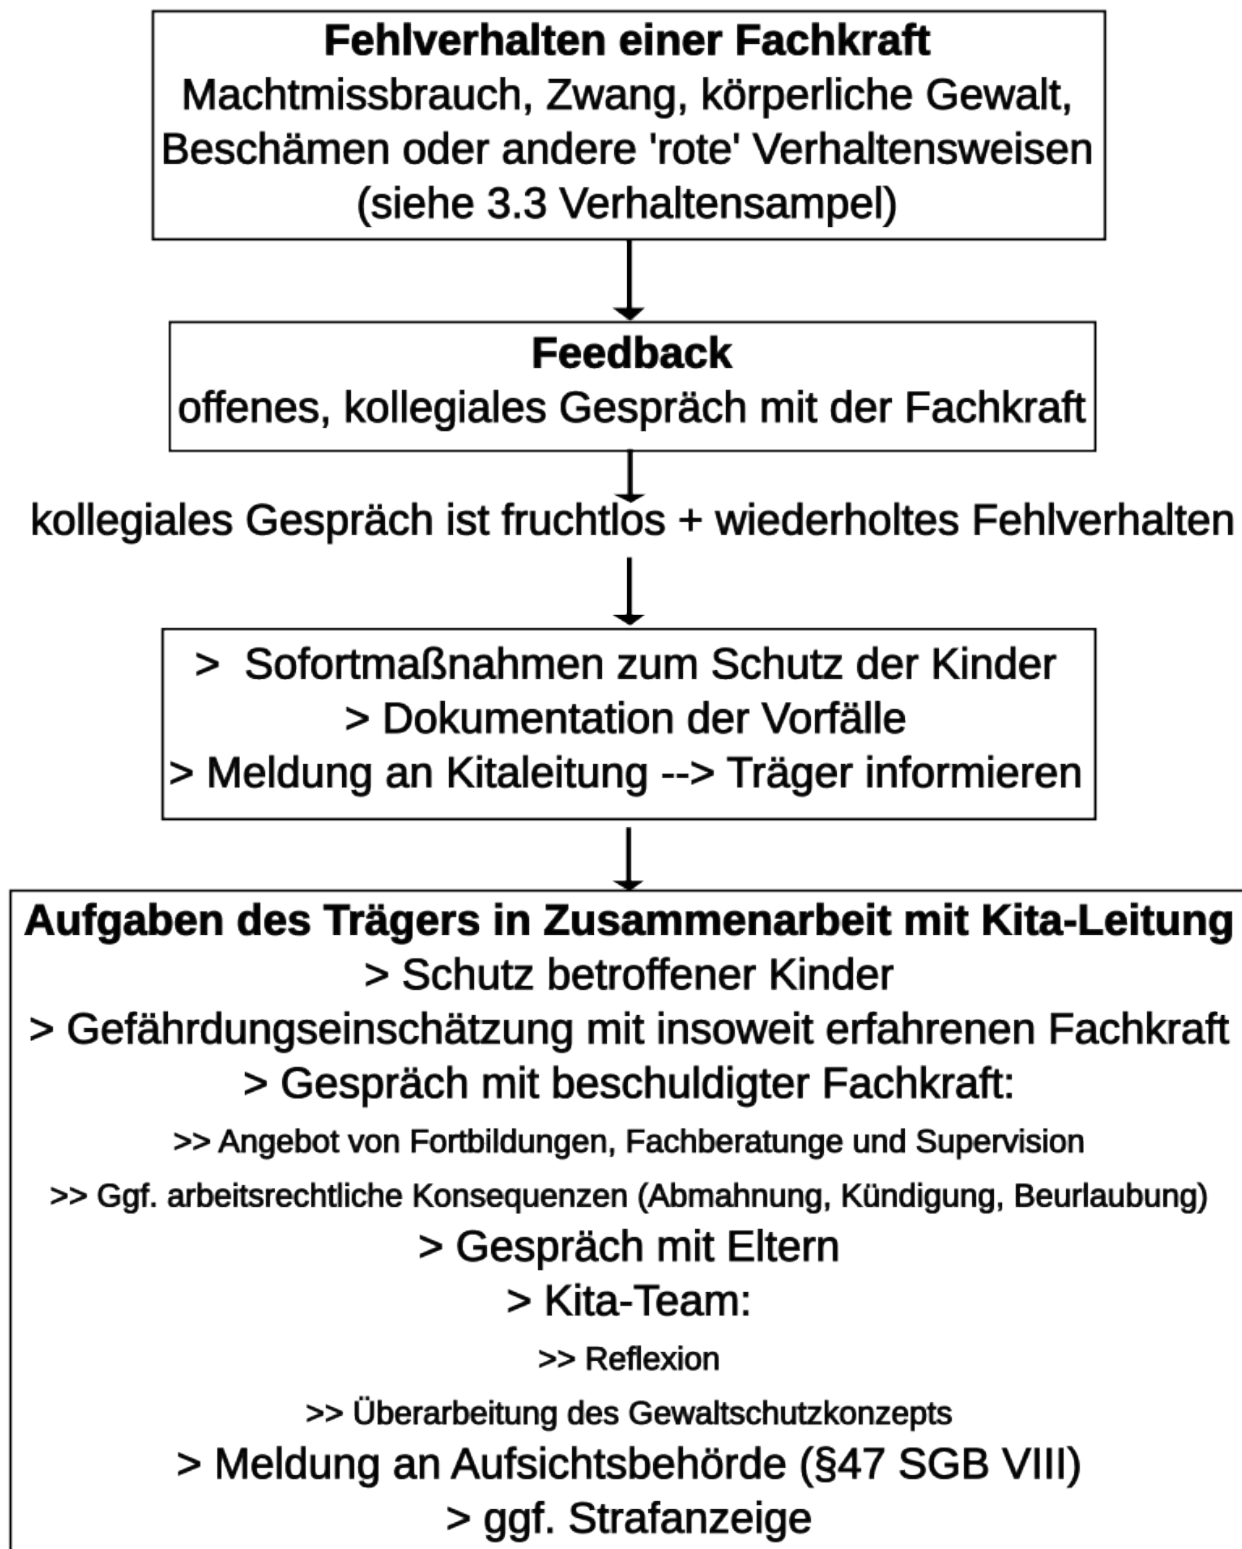 Fehlverhalten einer Fachkraft
Machtmissbrauch, Zwang, körperliche Gewalt,
Beschämen oder andere 'rote' Verhaltensweisen
(siehe 3.3 Verhaltensampel)
Feedback
offenes, kollegiales Gespräch mit der Fachkraft
kollegiales Gespräch ist fruchtlos + wiederholtes Fehlverhalten
> Sofortmaßnahmen zum Schutz der Kinder
> Dokumentation der Vorfälle
> Meldung an Kitaleitung --> Träger informieren
Aufgaben des Trägers in Zusammenarbeit mit Kita-Leitung
> Schutz betroffener Kinder
> Gefährdungseinschätzung mit insoweit erfahrenen Fachkraft
> Gespräch mit beschuldigter Fachkraft:
>> Angebot von Fortbildungen, Fachberatunge und Supervision
>> Ggf. arbeitsrechtliche Konsequenzen (Abmahnung, Kündigung, Beurlaubung)
> Gespräch mit Eltern
> Kita-Team:
>> Reflexion
>> Überarbeitung des Gewaltschutzkonzepts
> Meldung an Aufsichtsbehörde (§47 SGB VIII)
> ggf. Strafanzeige